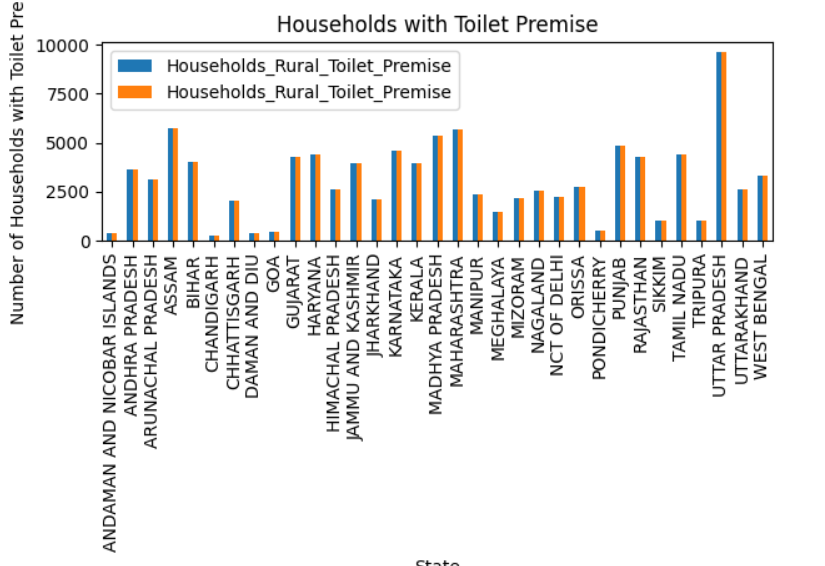 Households with Toilet Premise
Number of Households with Toilet Pre
10000
7500
5000
2500
0
Households_Rural_Toilet_Premise
Households_Rural_Toilet_Premise
ANDAMAN AND NICOBAR ISLANDS
ANDHRA PRADESH
ARUNACHAL PRADESH
ASSAM
BIHAR
CHANDIGARH
CHHATTISGARH
DAMAN AND DIU
GOA
GUJARAT
HARYANA
HIMACHAL PRADESH
JAMMU AND KASHMIR
JHARKHAND
KARNATAKA
KERALA
MADHYA PRADESH
MAHARASHTRA
MANIPUR
MEGHALAYA
MIZORAM
NAGALAND
NCT OF DELHI
ORISSA
PONDICHERRY
PUNJAB
RAJASTHAN
SIKKIM
TAMIL NADU
TRIPURA
UTTAR PRADESH
UTTARAKHAND
WEST BENGAL
State